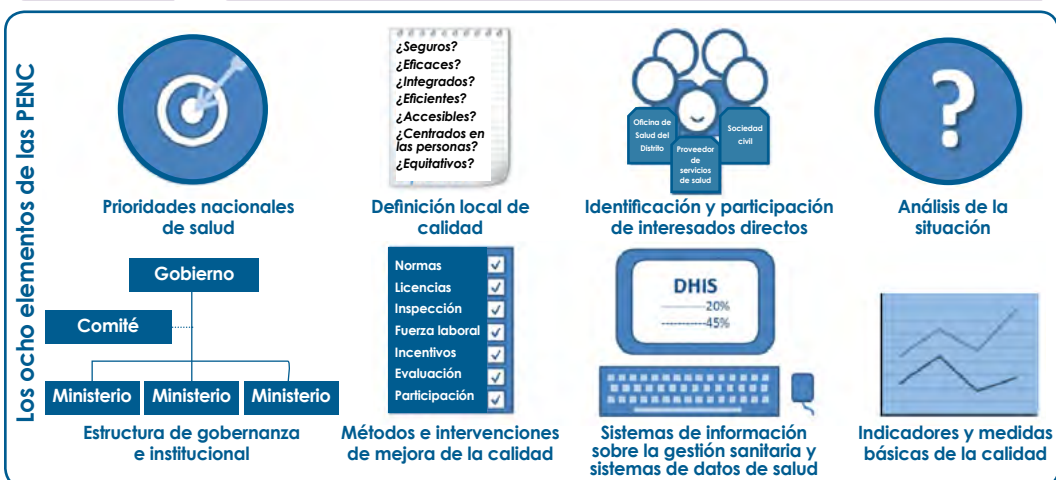 Los ocho elementos de las PENC
¿Seguros?
¿Eficaces?
¿Integrados?
¿Eficientes?
¿Accesibles?
¿Centrados en
las personas?
¿Equitativos?
Oficina de
Salud del
Distrito
Proveedor
de
servicios
de salud
Sociedad
civil
?
Prioridades nacionales
de salud
Definición local de
calidad
Identificación y participación
de interesados directos
Análisis de la
situación
Gobierno
Comité
Ministerio Ministerio Ministerio
Normas
Licencias
Inspección
Fuerza laboral
Incentivos
Evaluación
Participación
DHIS
----------20%
-----------45%
Estructura de gobernanza
e institucional
Métodos e intervenciones
de mejora de la calidad
Sistemas de información
sobre la gestión sanitaria y
sistemas de datos de salud
Indicadores y medidas
básicas de la calidad